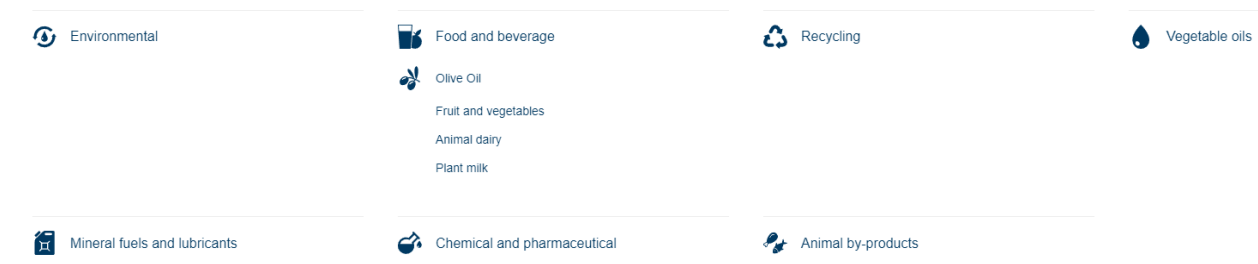 Environmental
Food and beverage
Recycling
Vegetable oils
Olive Oil
Fruit and vegetables
Animal dairy
Plant milk
Mineral fuels and lubricants
Chemical and pharmaceutical
Animal by-products